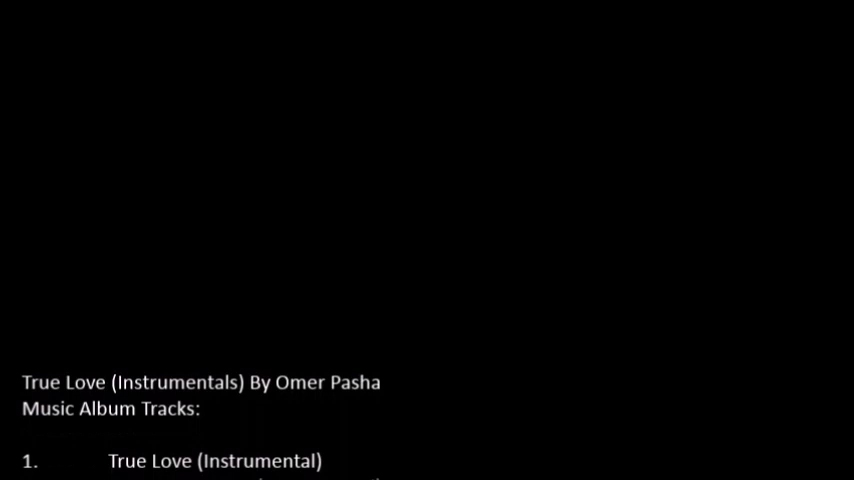 True Love (Instrumentals) By Omer Pasha
Music Album Tracks:
1. True Love (Instrumental)